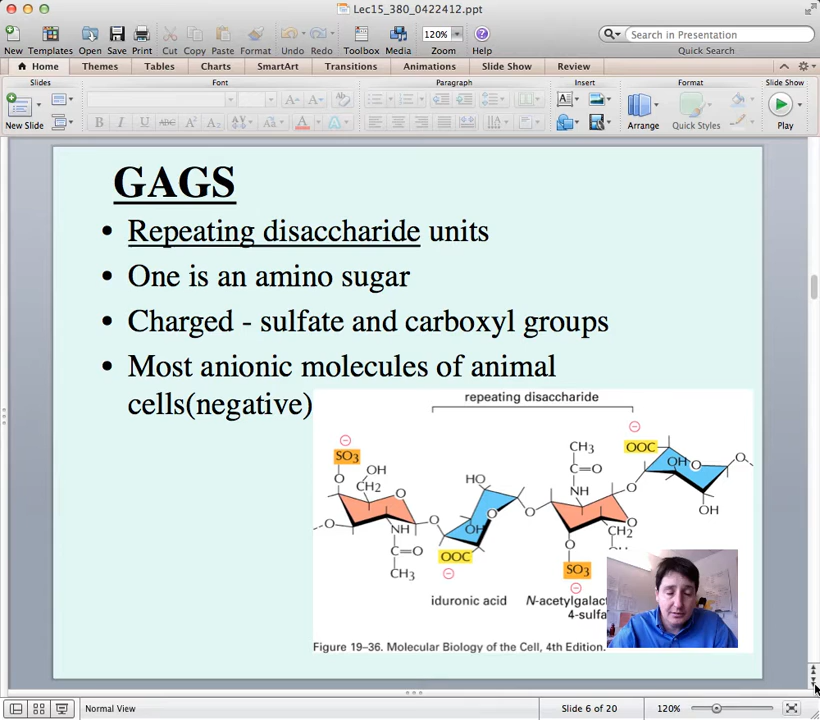 Lec15_380_0422412.ppt
New Templates Open Save Print Cut Copy Paste Format Undo Redo Toolbox Media 120% Zoom Help Search in Presentation Quick Search
Home Themes Tables Charts SmartArt Transitions Animations Slide Show Review
Slides Font Paragraph Insert Format Slide Show
New Slide B I U ABC A² A₂ AV Aa A A Arrange Quick Styles Play
GAGS
• Repeating disaccharide units
• One is an amino sugar
• Charged - sulfate and carboxyl groups
• Most anionic molecules of animal
cells(negative)
repeating disaccharide
SO3
O
OH
CH2
O
O
NH
C=O
CH3
O
HO
O
OH
OOC
O
CH3
C=O
NH
O
CH2
O
SO3
O
OOC
OH
O
O
OH
iduronic acid
4-sulfa
Figure 19–36. Molecular Biology of the Cell, 4th Edition.
Normal View Slide 6 of 20 120%